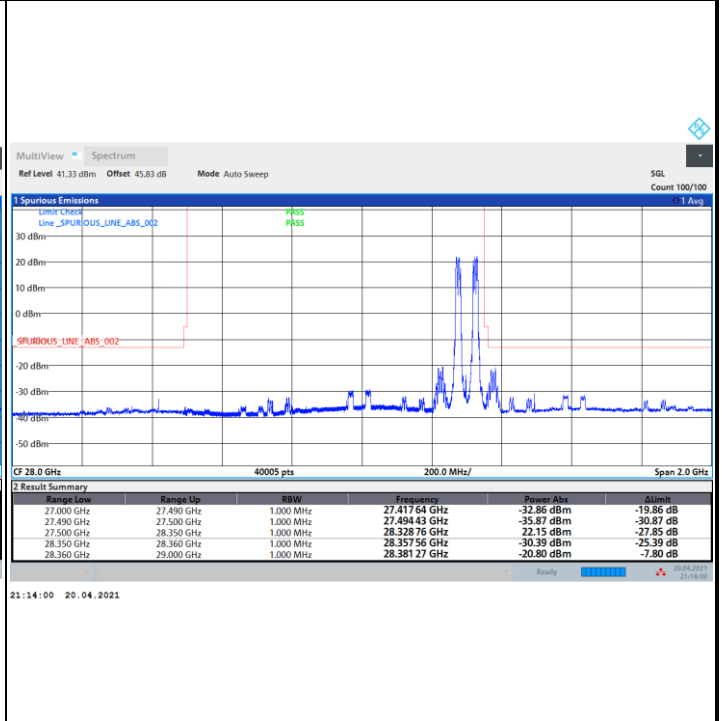 MultiView Spectrum
Ref Level 41.33 dBm Offset 45.83 dB Mode Auto Sweep SGL
Count 100/100
1 Spurious Emissions 1 Avg
Limit Check PASS
Line _SPURIOUS_LINE_ABS_002 PASS
30 dBm
20 dBm
10 dBm
0 dBm
_SPURIOUS_LINE_ABS_002
-20 dBm
-30 dBm
-40 dBm
-50 dBm
CF 28.0 GHz 40005 pts 200.0 MHz/ Span 2.0 GHz
2 Result Summary
Range Low Range Up RBW Frequency Power Abs ΔLimit
27.000 GHz 27.490 GHz 1.000 MHz 27.417 64 GHz -32.86 dBm -19.86 dB
27.490 GHz 27.500 GHz 1.000 MHz 27.494 43 GHz -35.87 dBm -30.87 dB
27.500 GHz 28.350 GHz 1.000 MHz 28.328 76 GHz 22.15 dBm -27.85 dB
28.350 GHz 28.360 GHz 1.000 MHz 28.357 56 GHz -30.39 dBm -25.39 dB
28.360 GHz 29.000 GHz 1.000 MHz 28.381 27 GHz -20.80 dBm -7.80 dB
Ready 20.04.2021
21:14:00
21:14:00 20.04.2021